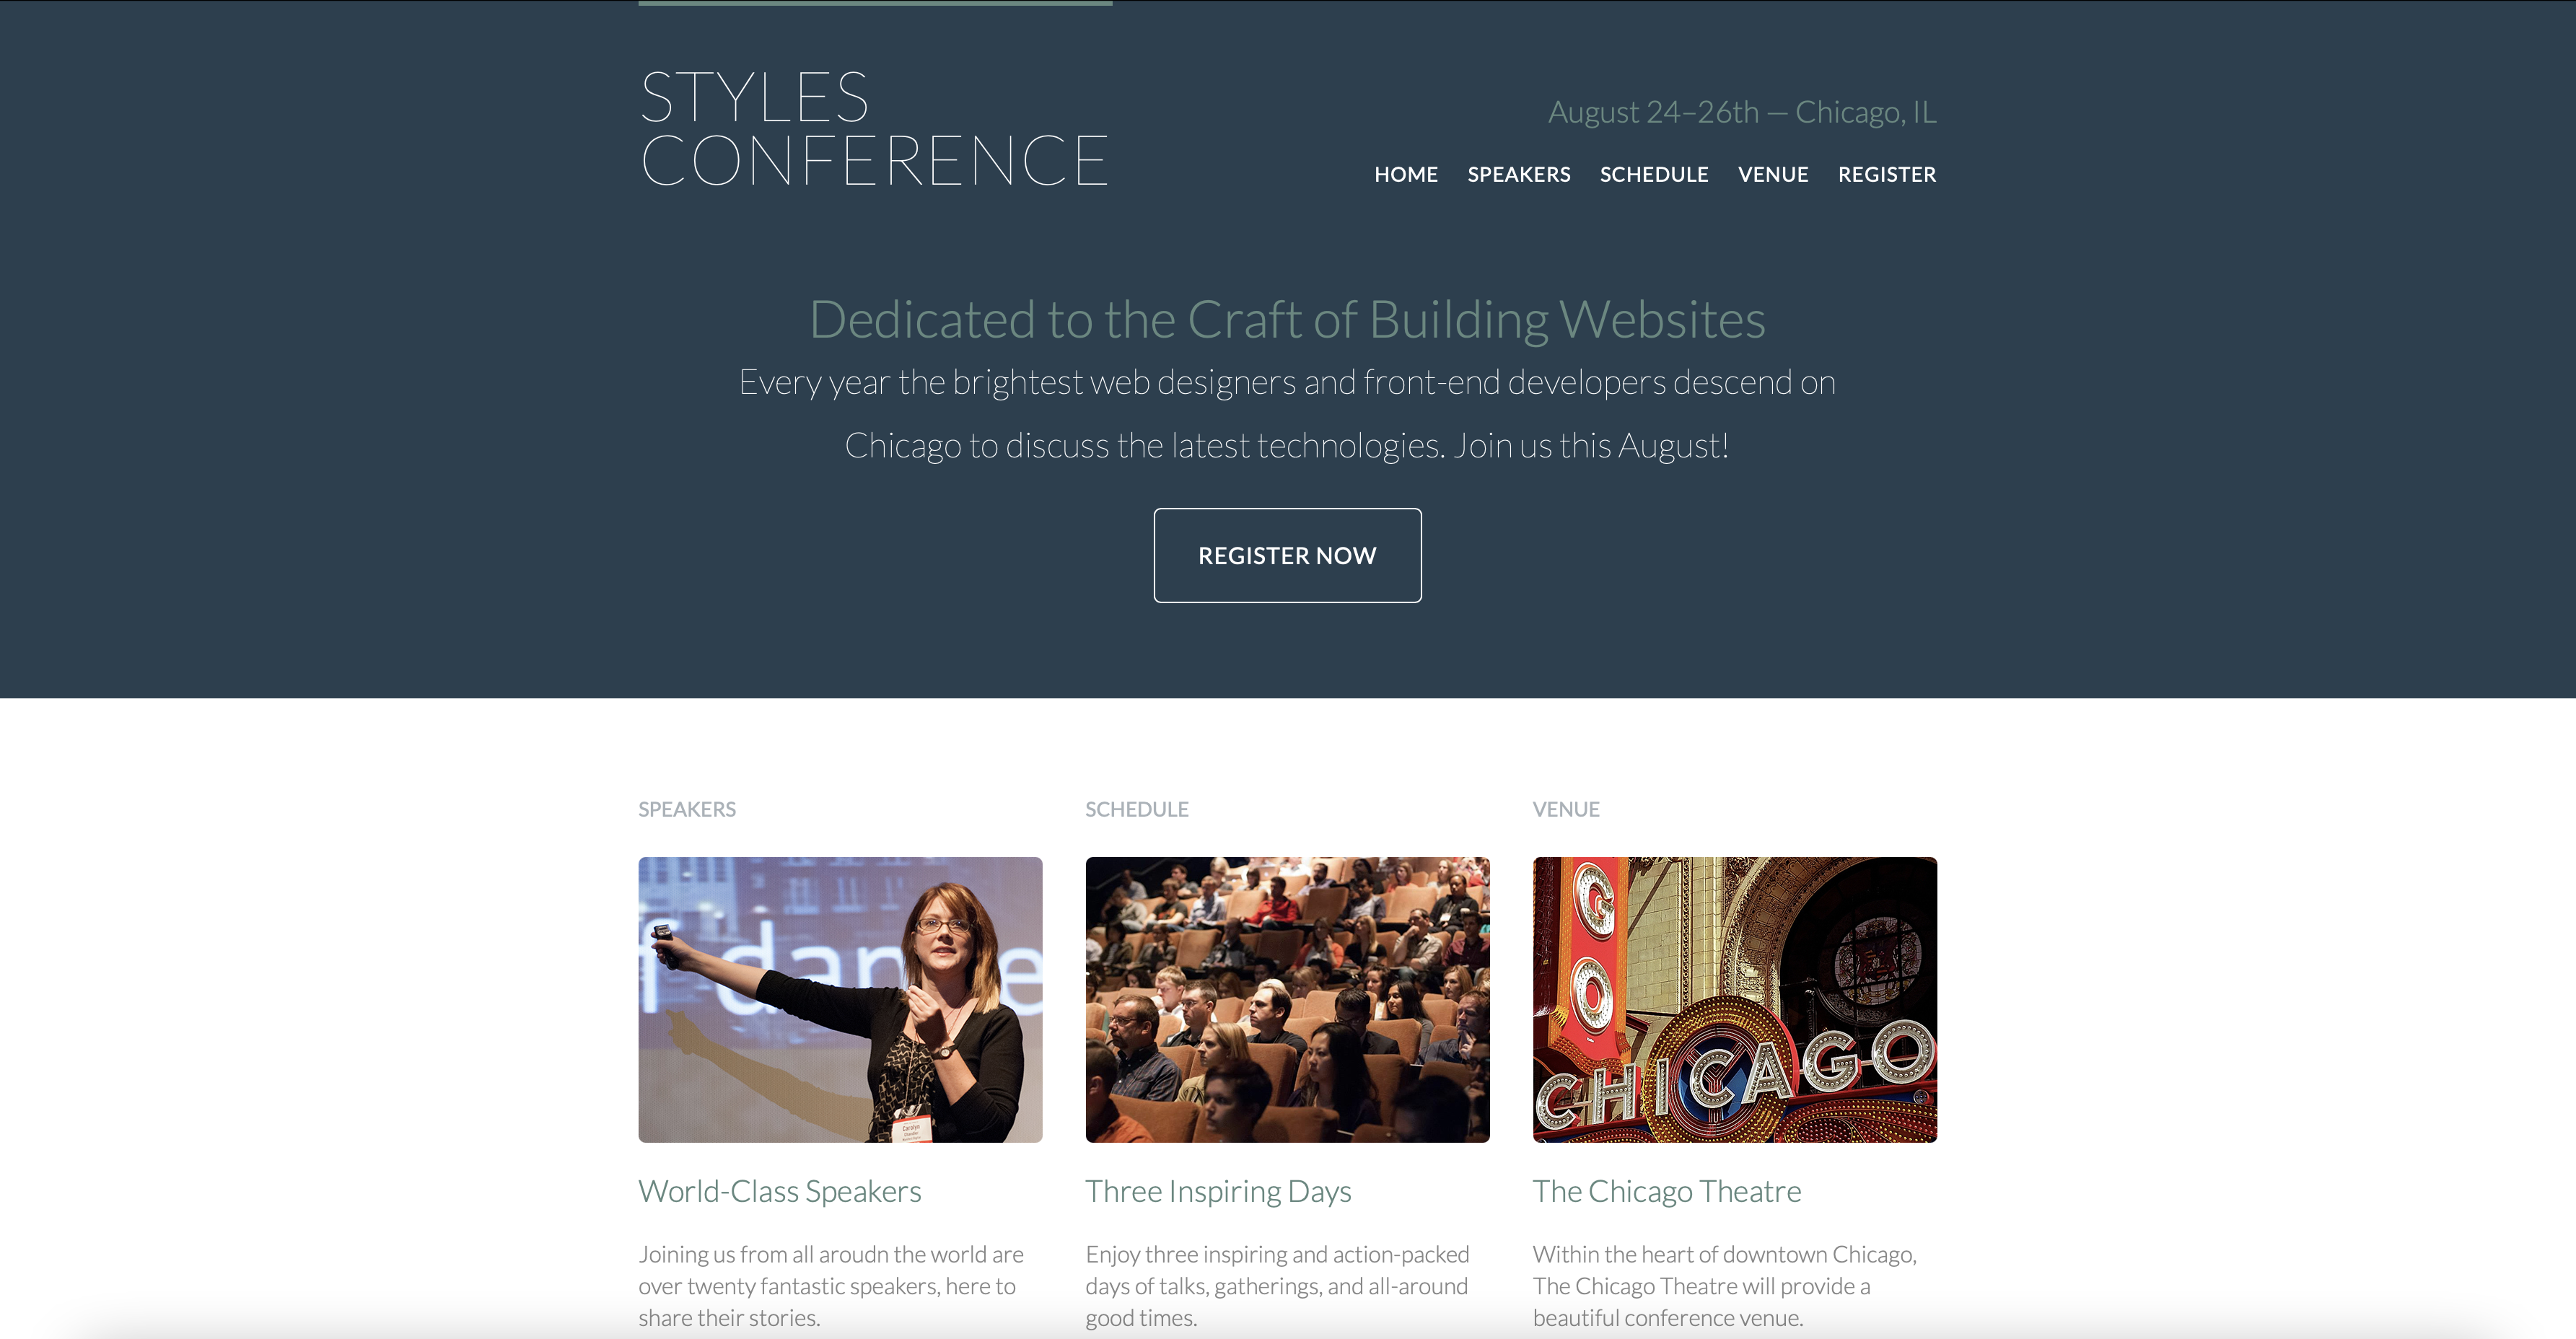 STYLES
CONFERENCE
August 24–26th — Chicago, IL
HOME SPEAKERS SCHEDULE VENUE REGISTER
Dedicated to the Craft of Building Websites
Every year the brightest web designers and front-end developers descend on
Chicago to discuss the latest technologies. Join us this August!
REGISTER NOW
SPEAKERS
f dan e
Carolyn
World-Class Speakers
Joining us from all aroudn the world are
over twenty fantastic speakers, here to
share their stories.
SCHEDULE
Three Inspiring Days
Enjoy three inspiring and action-packed
days of talks, gatherings, and all-around
good times.
VENUE
GO
CHICAGO
The Chicago Theatre
Within the heart of downtown Chicago,
The Chicago Theatre will provide a
beautiful conference venue.